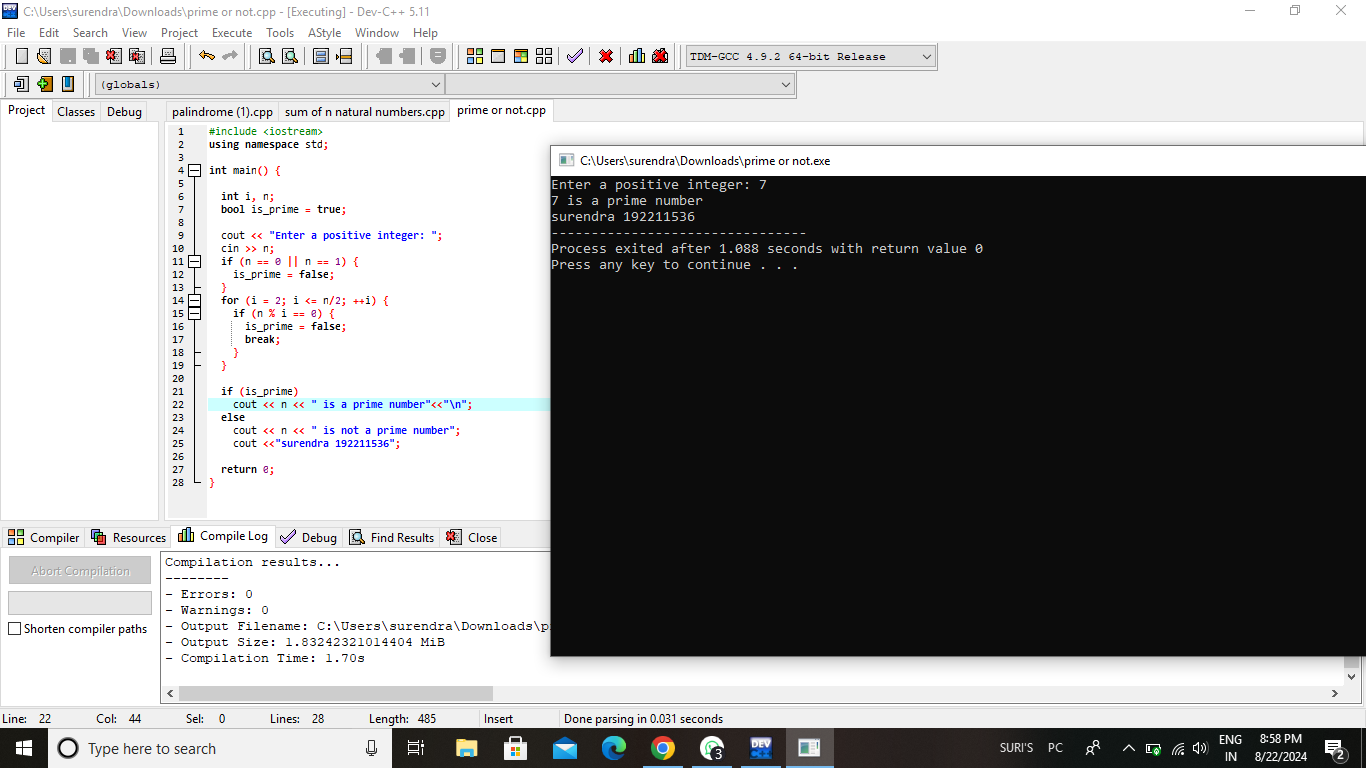 C:\Users\surendra\Downloads\prime or not.cpp - [Executing] - Dev-C++ 5.11
File Edit Search View Project Execute Tools AStyle Window Help
TDM-GCC 4.9.2 64-bit Release
(globals)
Project Classes Debug
palindrome (1).cpp sum of n natural numbers.cpp prime or not.cpp
1 #include <iostream>
2 using namespace std;
3
4 int main() {
5
6 int i, n;
7 bool is_prime = true;
8
9 cout << "Enter a positive integer: ";
10 cin >> n;
11 if (n == 0 || n == 1) {
12 is_prime = false;
13 }
14 for (i = 2; i <= n/2; ++i) {
15 if (n % i == 0) {
16 is_prime = false;
17 break;
18 }
19 }
20
21 if (is_prime)
22 cout << n << " is a prime number"<<"\n";
23 else
24 cout << n << " is not a prime number";
25 cout <<"surendra 192211536";
26
27 return 0;
28 }
C:\Users\surendra\Downloads\prime or not.exe
Enter a positive integer: 7
7 is a prime number
surendra 192211536
--------------------------------
Process exited after 1.088 seconds with return value 0
Press any key to continue . . .
Compiler Resources Compile Log Debug Find Results Close
Abort Compilation
Shorten compiler paths
Compilation results...
--------
- Errors: 0
- Warnings: 0
- Output Filename: C:\Users\surendra\Downloads\p
- Output Size: 1.83242321014404 MiB
- Compilation Time: 1.70s
Line: 22 Col: 44 Sel: 0 Lines: 28 Length: 485 Insert Done parsing in 0.031 seconds
Type here to search
DEV
3
SURI'S PC
ENG
IN
8:58 PM
8/22/2024
2